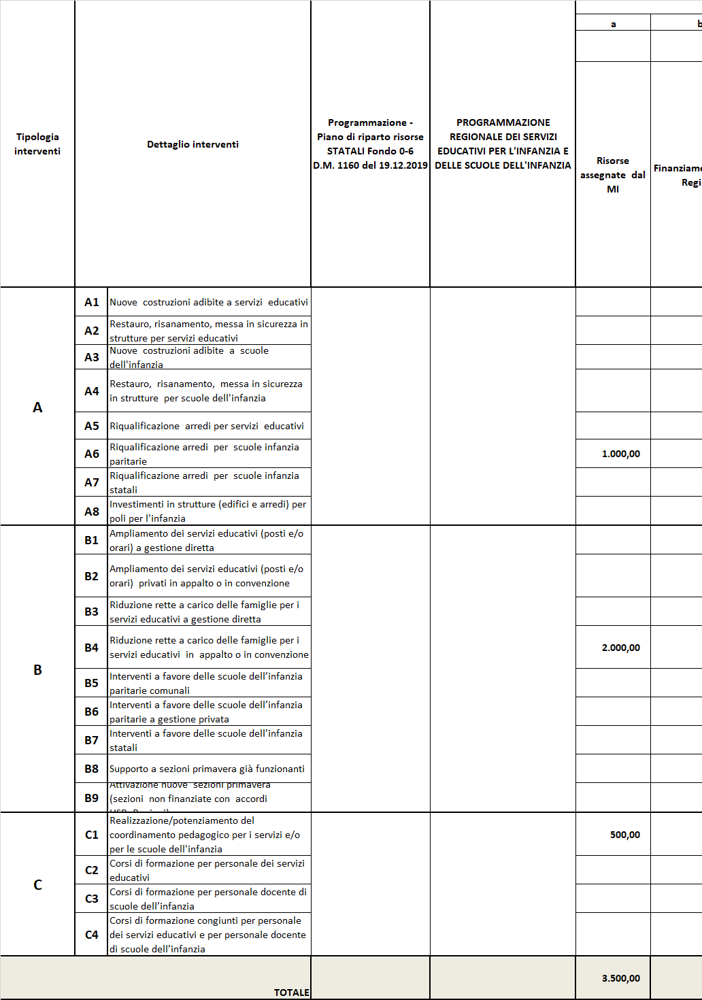 a
Tipologia
interventi
Dettaglio interventi
Programmazione -
Piano di riparto risorse
STATALI Fondo 0-6
D.M. 1160 del 19.12.2019
PROGRAMMAZIONE
REGIONALE DEI SERVIZI
EDUCATIVI PER L'INFANZIA E
DELLE SCUOLE DELL'INFANZIA
Risorse
assegnate dal
MI
A
A1 Nuove costruzioni adibite a servizi educativi
A2 Restauro, risanamento, messa in sicurezza in
strutture per servizi educativi
A3 Nuove costruzioni adibite a scuole
dell'infanzia
A4 Restauro, risanamento, messa in sicurezza
in strutture per scuole dell'infanzia
A5 Riqualificazione arredi per servizi educativi
A6 Riqualificazione arredi per scuole infanzia
paritarie
1.000,00
A7 Riqualificazione arredi per scuole infanzia
statali
A8 Investimenti in strutture (edifici e arredi) per
poli per l'infanzia
B
B1 Ampliamento dei servizi educativi (posti e/o
orari) a gestione diretta
B2 Ampliamento dei servizi educativi (posti e/o
orari) privati in appalto o in convenzione
B3 Riduzione rette a carico delle famiglie per i
servizi educativi a gestione diretta
B4 Riduzione rette a carico delle famiglie per i
servizi educativi in appalto o in convenzione
2.000,00
B5 Interventi a favore delle scuole dell’infanzia
paritarie comunali
B6 Interventi a favore delle scuole dell’infanzia
paritarie a gestione privata
B7 Interventi a favore delle scuole dell’infanzia
statali
B8 Supporto a sezioni primavera già funzionanti
B9 Attivazione nuove sezioni primavera
(sezioni non finanziate con accordi
C
C1 Realizzazione/potenziamento del
coordinamento pedagogico per i servizi e/o
per le scuole dell'infanzia
500,00
C2 Corsi di formazione per personale dei servizi
educativi
C3 Corsi di formazione per personale docente di
scuole dell’infanzia
C4 Corsi di formazione congiunti per personale
dei servizi educativi e per personale docente
di scuole dell’infanzia
TOTALE
3.500,00